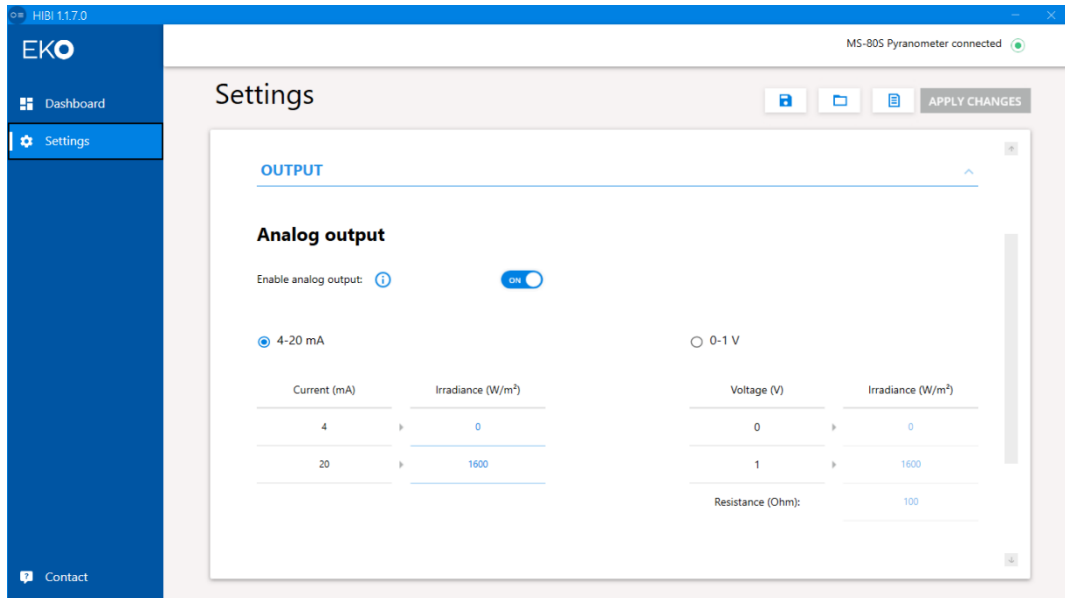 HIBI 1.1.7.0
EKO
MS-80S Pyranometer connected
Dashboard
Settings
Settings
APPLY CHANGES
OUTPUT
Analog output
Enable analog output:
ON
4-20 mA
0-1 V
Current (mA) Irradiance (W/m²)
4 0
20 1600
Voltage (V) Irradiance (W/m²)
0 0
1 1600
Resistance (Ohm): 100
Contact